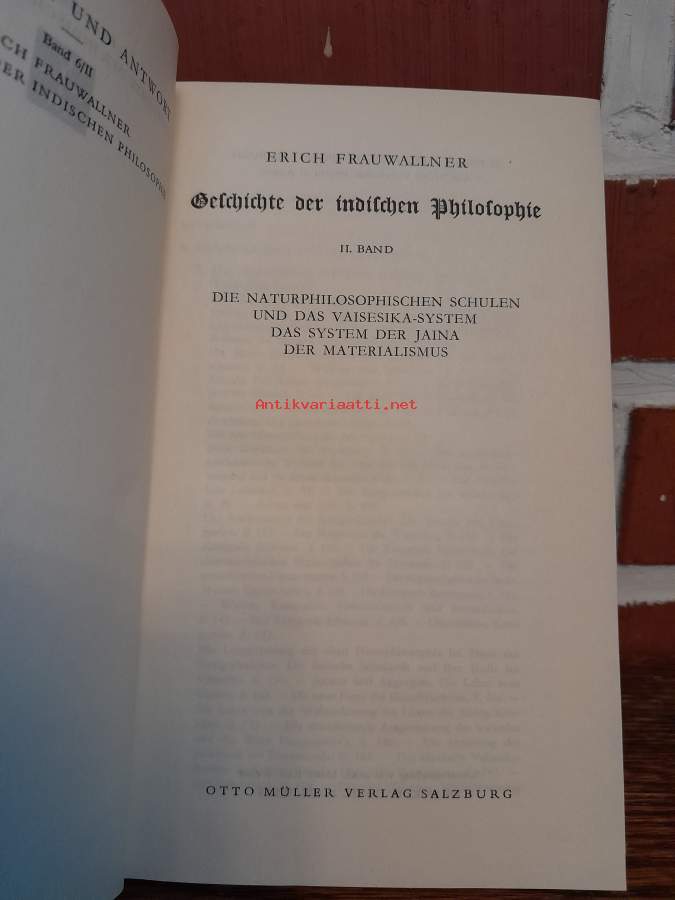 UND ANTWORT
Band 6/II
CH FRAUWALLNER
DER INDISCHEN PHILOSOPHIE
ERICH FRAUWALLNER
Geschichte der indischen Philosophie
II. BAND
DIE NATURPHILOSOPHISCHEN SCHULEN
UND DAS VAISESIKA-SYSTEM
DAS SYSTEM DER JAINA
DER MATERIALISMUS
Antikvariaatti.net
OTTO MÜLLER VERLAG SALZBURG